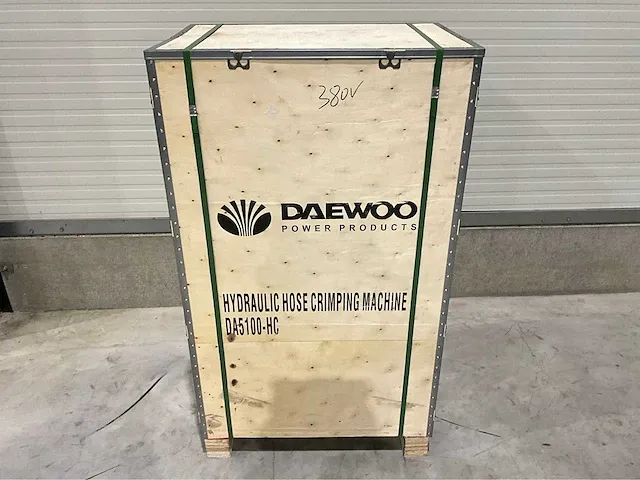 380V
DAEWOO
POWER PRODUCTS
HYDRAULIC HOSE CRIMPING MACHINE
DA5100-HC